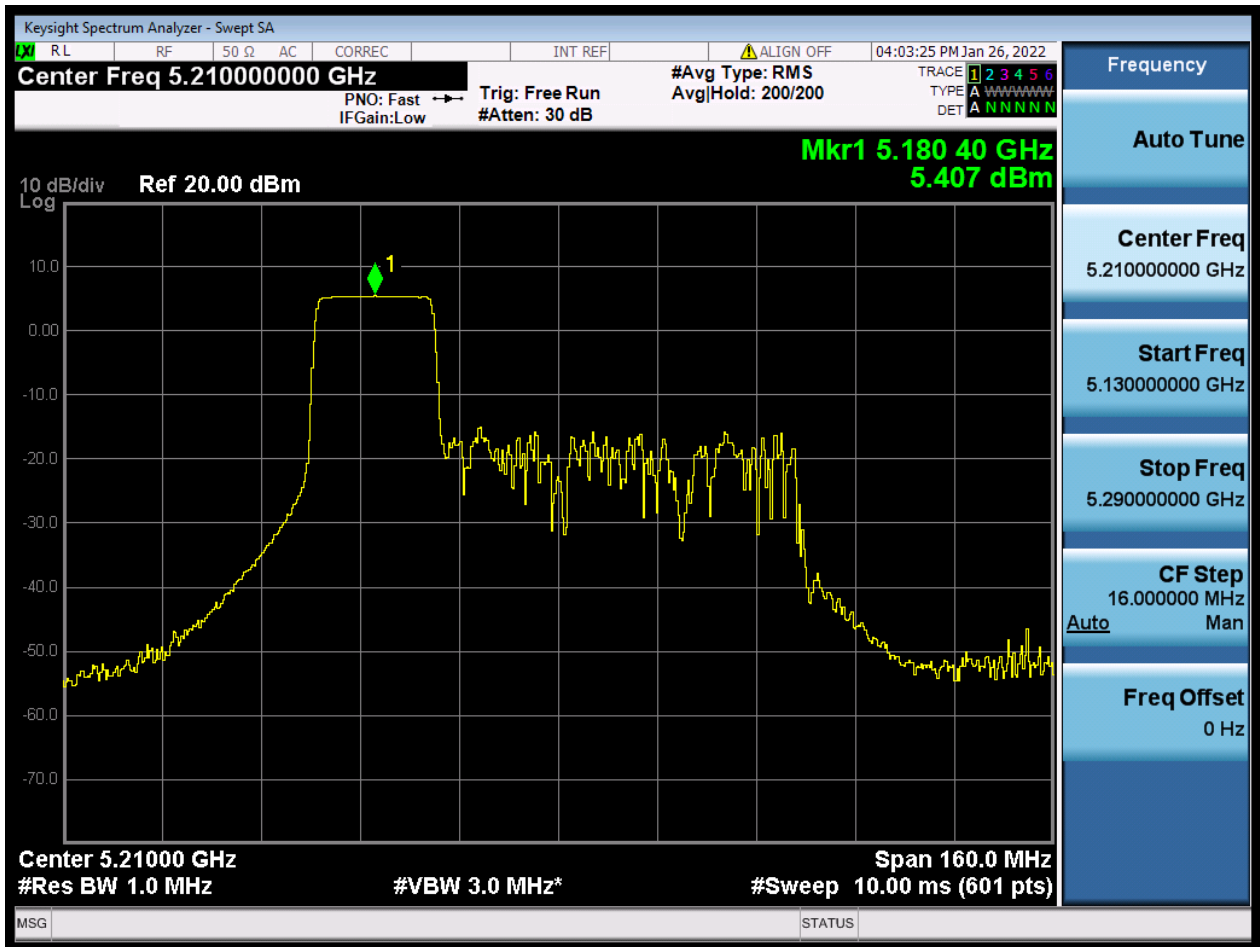 Keysight Spectrum Analyzer - Swept SA
LXI RL RF 50 Ω AC CORREC INT REF ALIGN OFF 04:03:25 PM Jan 26, 2022
Center Freq 5.210000000 GHz
PNO: Fast
IFGain:Low
Trig: Free Run
#Atten: 30 dB
#Avg Type: RMS
Avg|Hold: 200/200
TRACE 1 2 3 4 5 6
TYPE A WWWWW
DET A N N N N N
Mkr1 5.180 40 GHz
5.407 dBm
10 dB/div Ref 20.00 dBm
Log
1
10.0
0.00
-10.0
-20.0
-30.0
-40.0
-50.0
-60.0
-70.0
Center 5.21000 GHz Span 160.0 MHz
#Res BW 1.0 MHz #VBW 3.0 MHz* #Sweep 10.00 ms (601 pts)
MSG STATUS
Frequency
Auto Tune
Center Freq
5.210000000 GHz
Start Freq
5.130000000 GHz
Stop Freq
5.290000000 GHz
CF Step
16.000000 MHz
Auto Man
Freq Offset
0 Hz